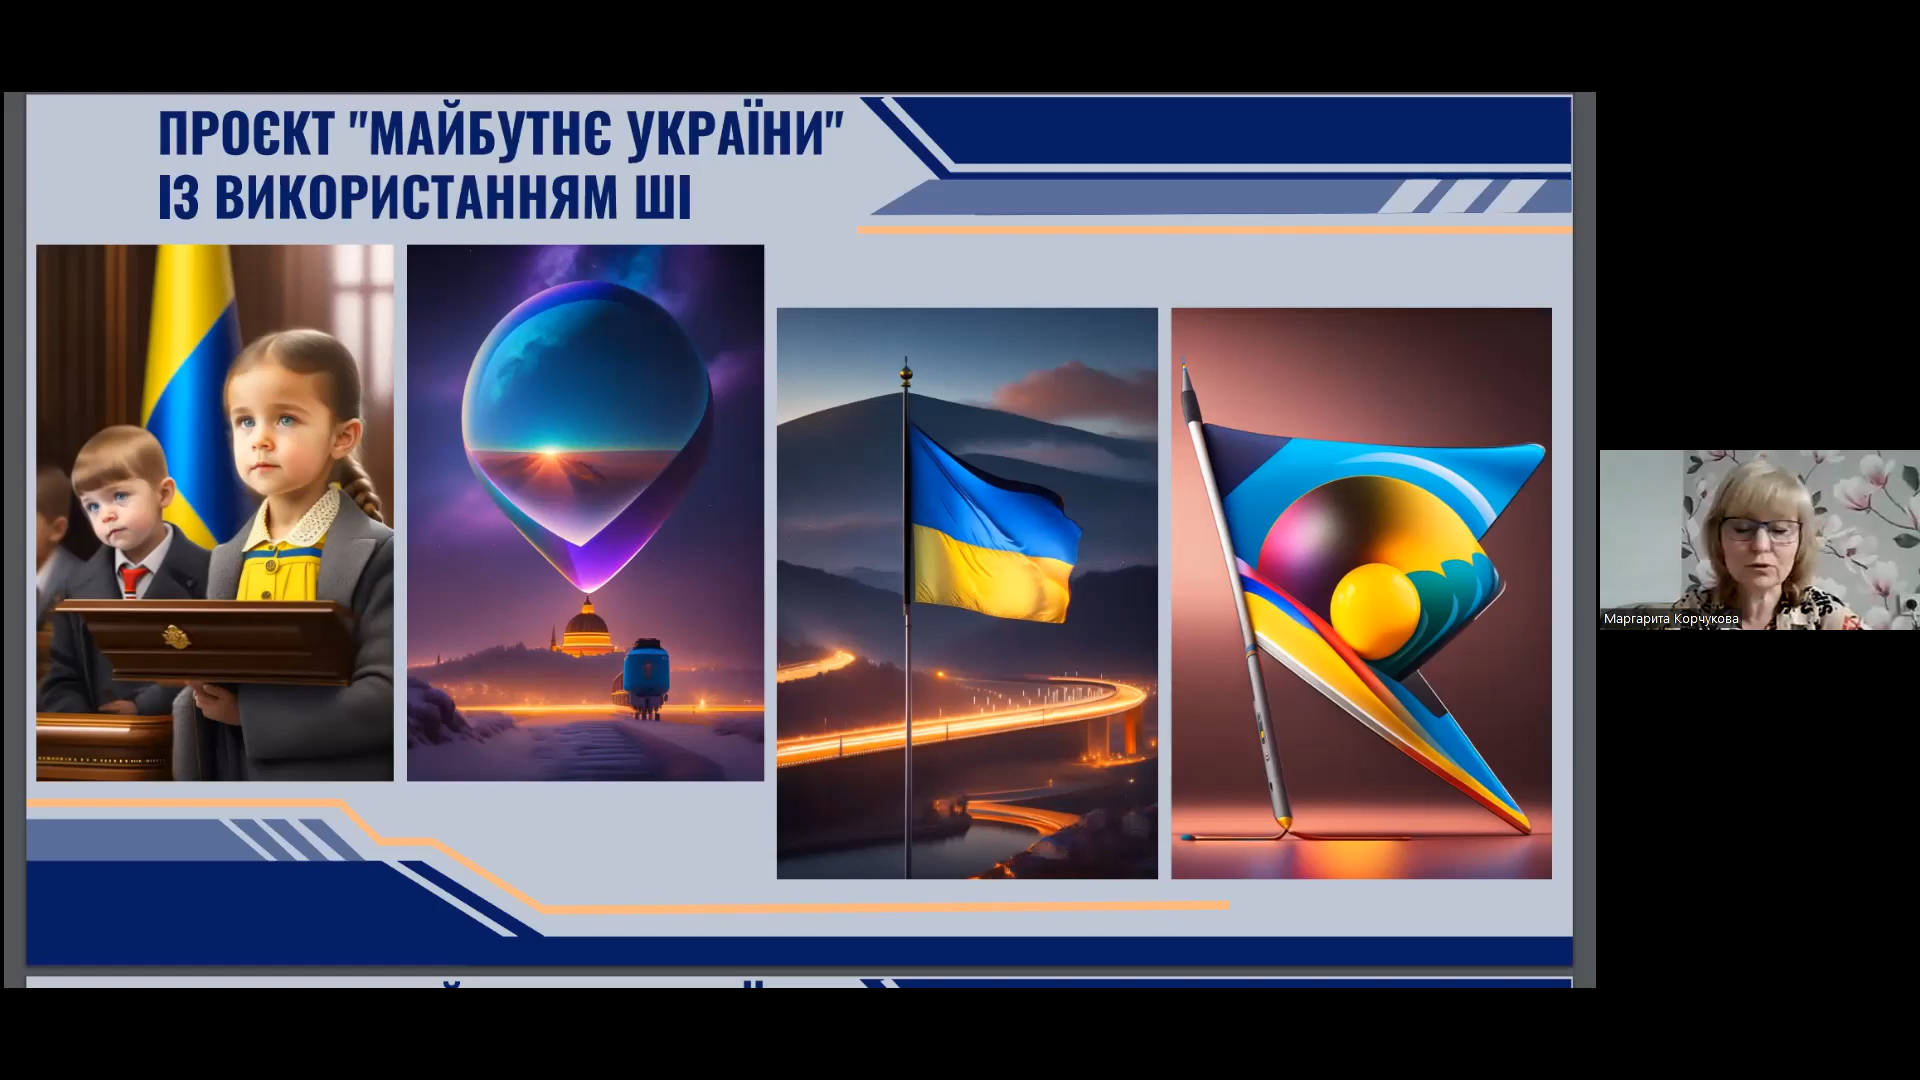 ПРОЄКТ "МАЙБУТНЄ УКРАЇНИ"
ІЗ ВИКОРИСТАННЯМ ШІ
Маргарита Корчукова